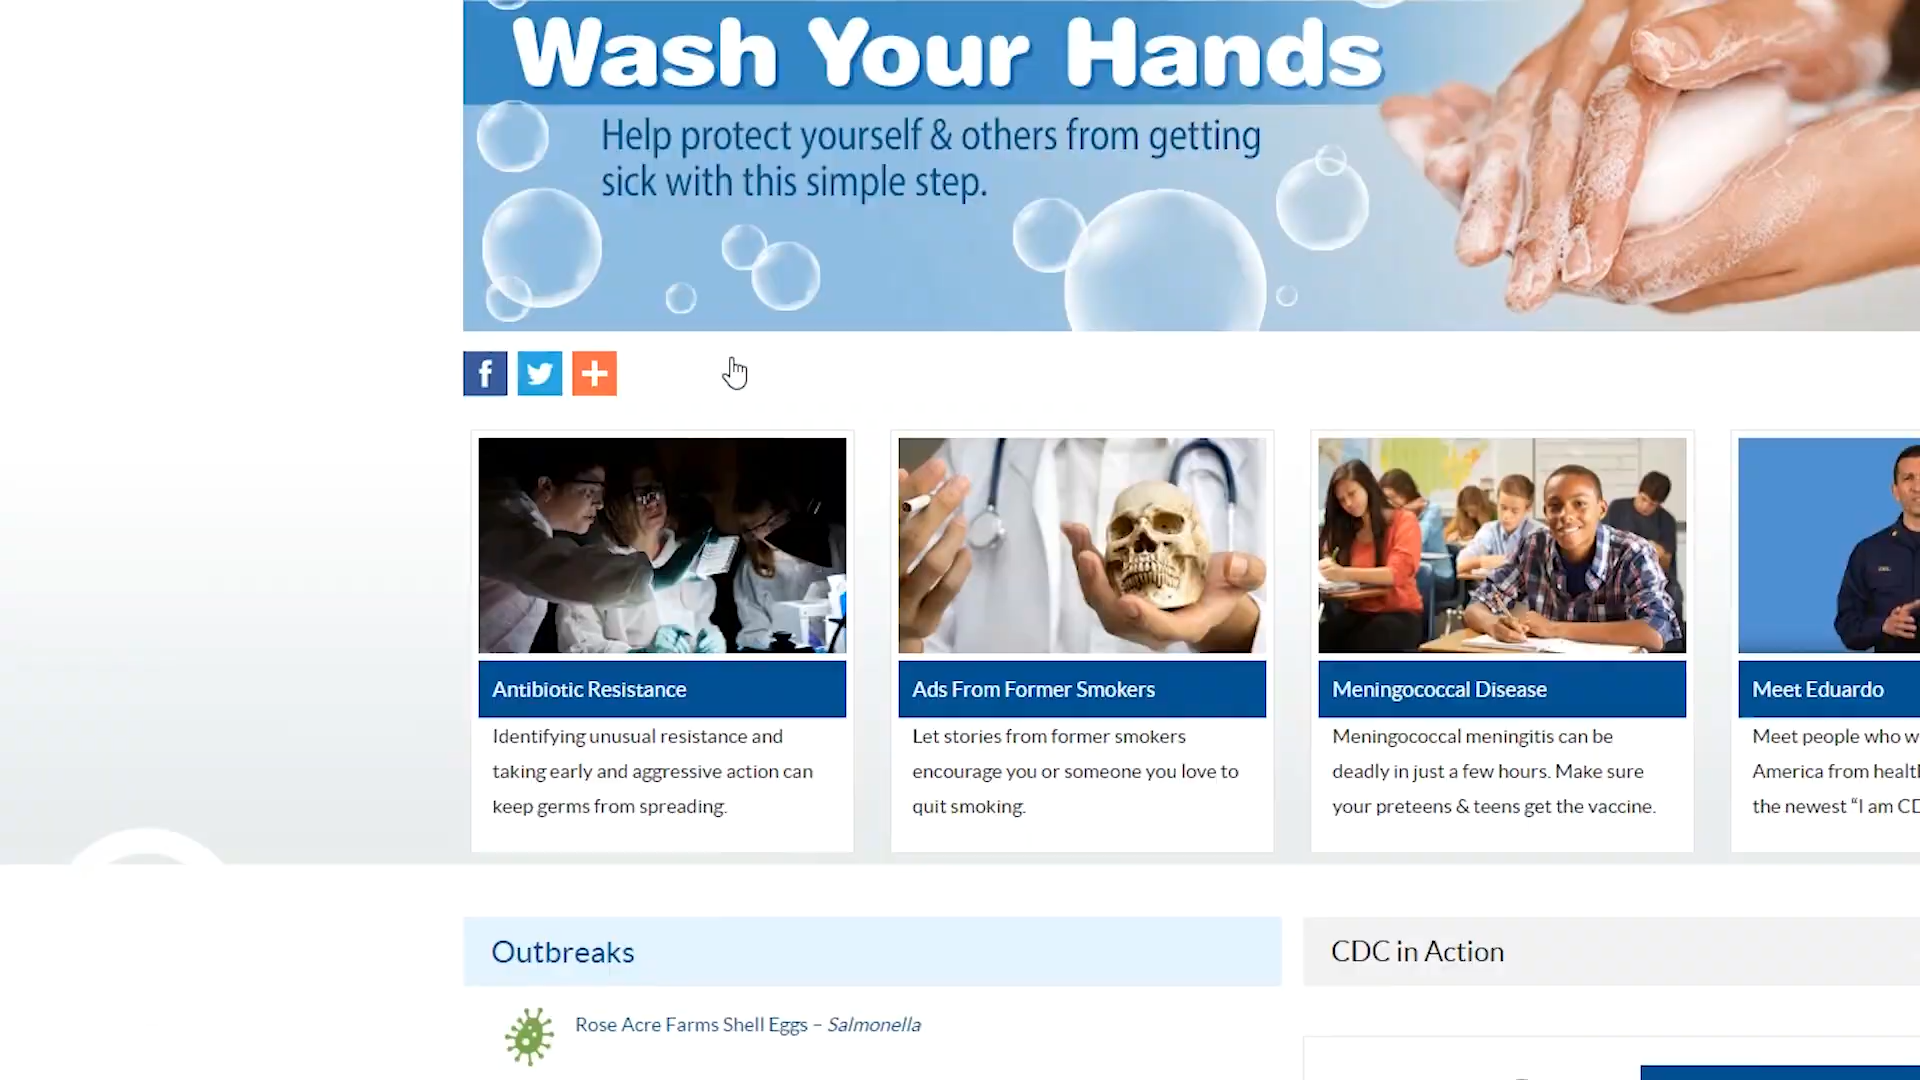 Wash Your Hands
Help protect yourself & others from getting
sick with this simple step.
Antibiotic Resistance
Identifying unusual resistance and
taking early and aggressive action can
keep germs from spreading.
Ads From Former Smokers
Let stories from former smokers
encourage you or someone you love to
quit smoking.
Meningococcal Disease
Meningococcal meningitis can be
deadly in just a few hours. Make sure
your preteens & teens get the vaccine.
Meet Eduardo
Meet people who w
America from healt
the newest “I am CD
Outbreaks
Rose Acre Farms Shell Eggs – Salmonella
CDC in Action